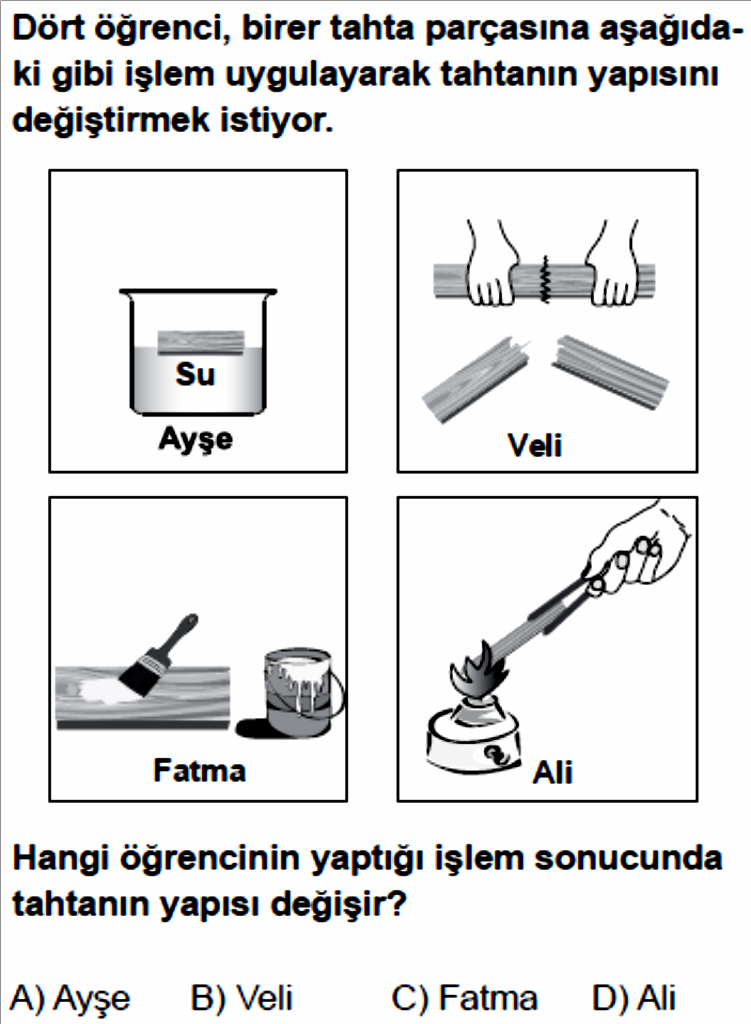 Dört öğrenci, birer tahta parçasına aşağıda-
ki gibi işlem uygulayarak tahtanın yapısını
değiştirmek istiyor.
Su
Ayşe
Veli
Fatma
Ali
Hangi öğrencinin yaptığı işlem sonucunda
tahtanın yapısı değişir?
A) Ayşe B) Veli C) Fatma D) Ali